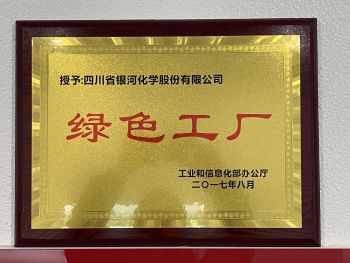 授予:四川省银河化学股份有限公司
绿色工厂
工业和信息化部办公厅
二〇一七年八月